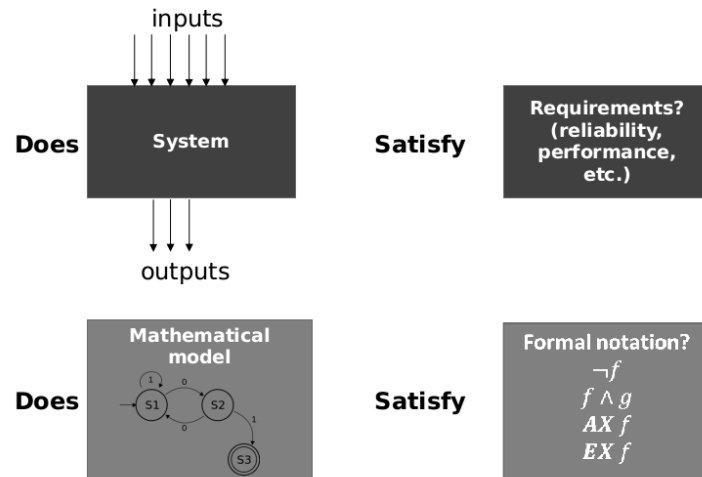 inputs
Does
System
Satisfy
Requirements?
(reliability,
performance,
etc.)
outputs
Does
Mathematical
model
1
0
S1
S2
0
1
S3
Satisfy
Formal notation?
¬f
f ∧ g
AX f
EX f